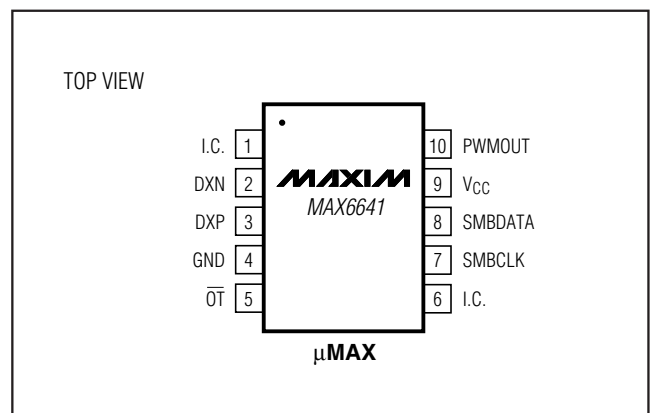 TOP VIEW
I.C. 1
DXN 2
DXP 3
GND 4
O̅T̅ 5
MAXIM
MAX6641
10 PWMOUT
9 VCC
8 SMBDATA
7 SMBCLK
6 I.C.
μMAX